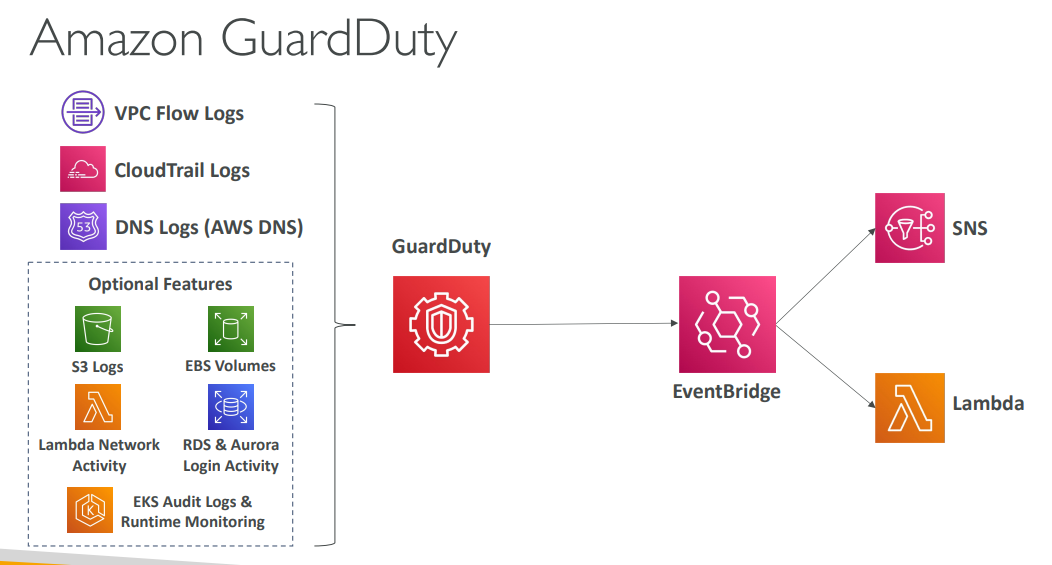 Amazon GuardDuty
VPC Flow Logs
CloudTrail Logs
53
DNS Logs (AWS DNS)
Optional Features
S3 Logs
EBS Volumes
Lambda Network
Activity
RDS & Aurora
Login Activity
K
EKS Audit Logs &
Runtime Monitoring
GuardDuty
EventBridge
SNS
Lambda